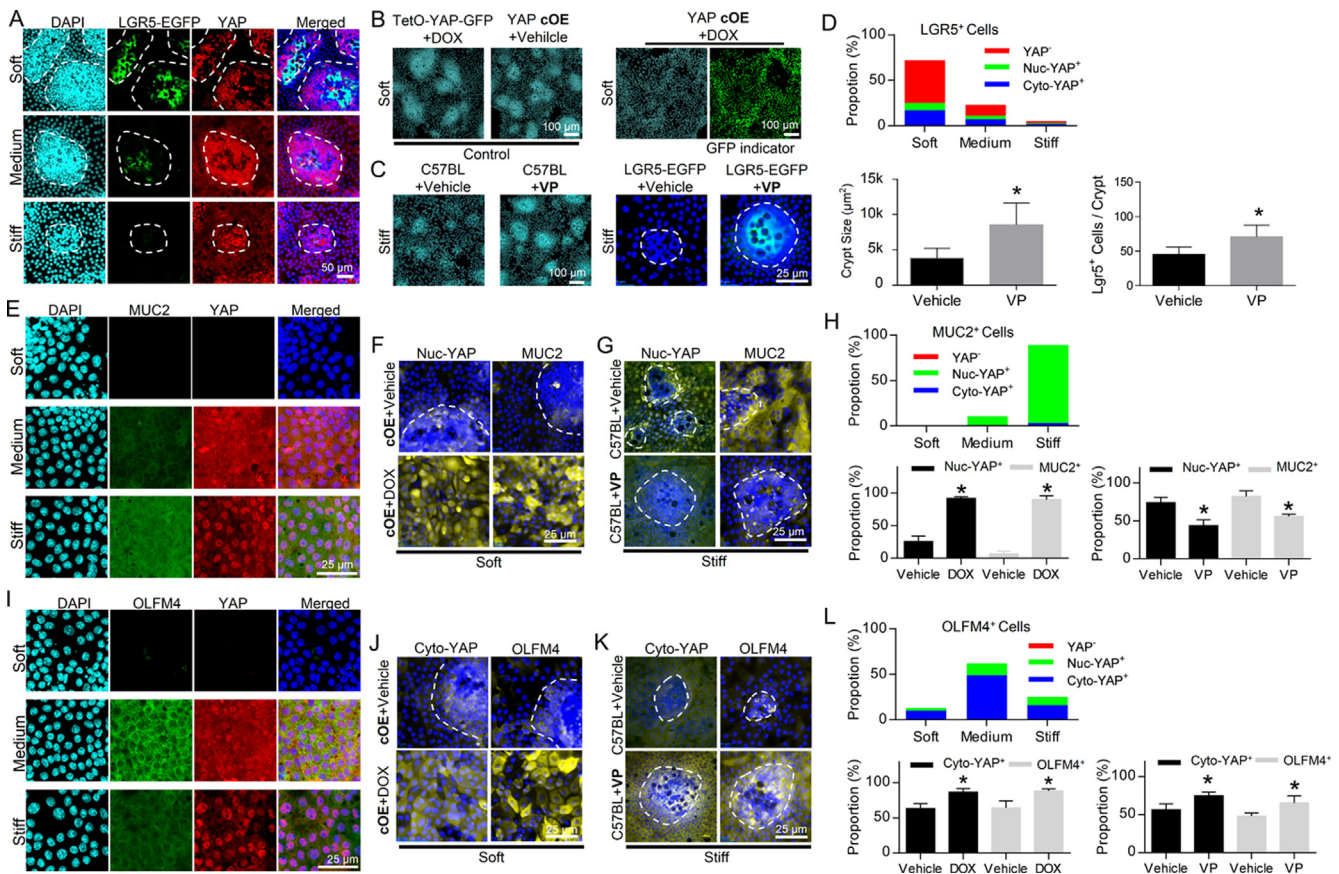 A
DAPI LGR5-EGFP YAP Merged
Soft
Medium
Stiff
50 µm
B
TetO-YAP-GFP
+DOX
YAP cOE
+Vehilcle
YAP cOE
+DOX
Soft
100 µm
Control
Soft
100 µm
GFP indicator
C
C57BL
+Vehicle
C57BL
+VP
LGR5-EGFP
+Vehicle
LGR5-EGFP
+VP
Stiff
100 µm
Stiff
25 µm
D
LGR5+ Cells
Propotion (%)
100
50
0
YAP-
Nuc-YAP+
Cyto-YAP+
Soft Medium Stiff
Crypt Size (µm²)
15k
10k
5k
0
*
Vehicle VP
Lgr5+ Cells / Crypt
150
100
50
0
*
Vehicle VP
E
DAPI MUC2 YAP Merged
Soft
Medium
Stiff
25 µm
F
Nuc-YAP MUC2
cOE+Vehicle
cOE+DOX
25 µm
Soft
G
Nuc-YAP MUC2
C57BL+Vehicle
C57BL+VP
25 µm
Stiff
H
MUC2+ Cells
Propotion (%)
100
50
0
YAP-
Nuc-YAP+
Cyto-YAP+
Soft Medium Stiff
Nuc-YAP+ MUC2+
Proportion (%)
100
50
0
* *
Vehicle DOX Vehicle DOX
Nuc-YAP+ MUC2+
Proportion (%)
100
50
0
* *
Vehicle VP Vehicle VP
I
DAPI OLFM4 YAP Merged
Soft
Medium
Stiff
25 µm
J
Cyto-YAP OLFM4
cOE+Vehicle
cOE+DOX
25 µm
Soft
K
Cyto-YAP OLFM4
C57BL+Vehicle
C57BL+VP
25 µm
Stiff
L
OLFM4+ Cells
Propotion (%)
100
50
0
YAP-
Nuc-YAP+
Cyto-YAP+
Soft Medium Stiff
Cyto-YAP+ OLFM4+
Proportion (%)
100
50
0
* *
Vehicle DOX Vehicle DOX
Cyto-YAP+ OLFM4+
Proportion (%)
100
50
0
* *
Vehicle VP Vehicle VP